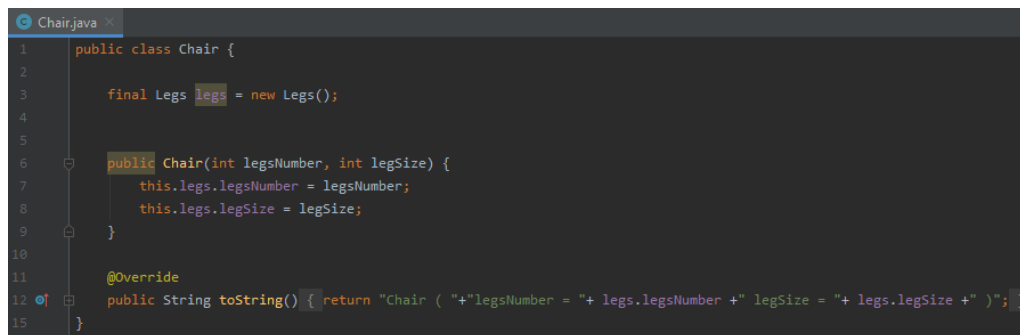 Chair.java
1 public class Chair {
2
3 final Legs legs = new Legs();
4
5
6 public Chair(int legsNumber, int legSize) {
7 this.legs.legsNumber = legsNumber;
8 this.legs.legSize = legSize;
9 }
10
11 @Override
12 public String toString() { return "Chair ( "+"legsNumber = "+ legs.legsNumber +" legSize = "+ legs.legSize +" )"; }
15 }